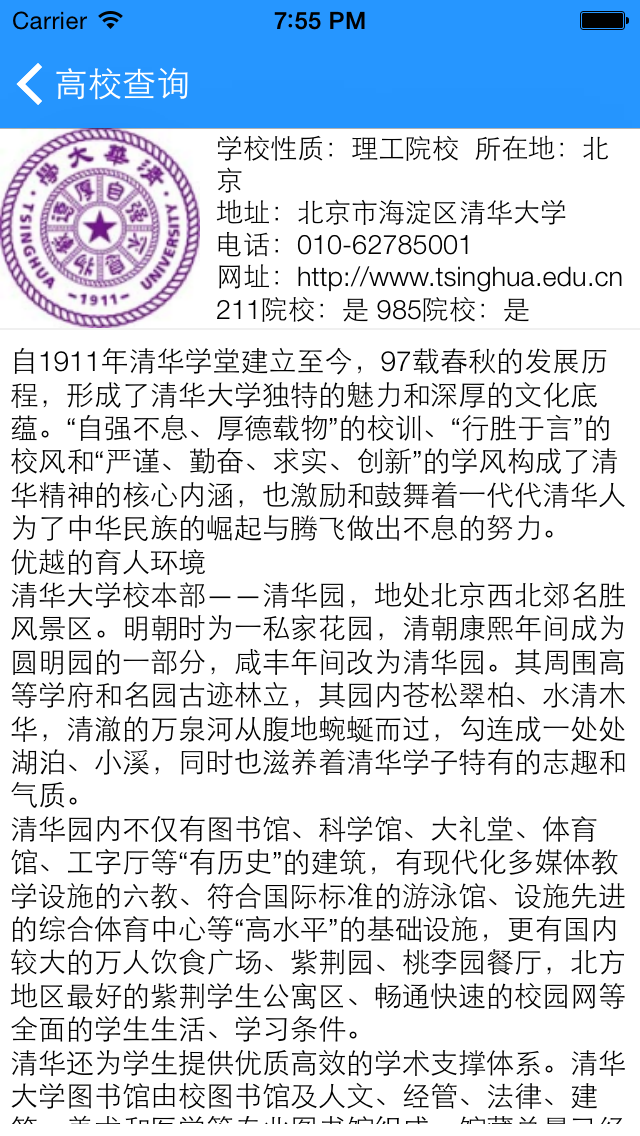 Carrier 7:55 PM
高校查询
清華大學
自强不息
厚德載物
TSINGHUA UNIVERSITY
~1911~
学校性质：理工院校 所在地：北
京
地址：北京市海淀区清华大学
电话：010-62785001
网址：http://www.tsinghua.edu.cn
211院校：是 985院校：是
自1911年清华学堂建立至今，97载春秋的发展历
程，形成了清华大学独特的魅力和深厚的文化底
蕴。“自强不息、厚德载物”的校训、“行胜于言”的
校风和“严谨、勤奋、求实、创新”的学风构成了清
华精神的核心内涵，也激励和鼓舞着一代代清华人
为了中华民族的崛起与腾飞做出不息的努力。
优越的育人环境
清华大学校本部——清华园，地处北京西北郊名胜
风景区。明朝时为一私家花园，清朝康熙年间成为
圆明园的一部分，咸丰年间改为清华园。其周围高
等学府和名园古迹林立，其园内苍松翠柏、水清木
华，清澈的万泉河从腹地蜿蜒而过，勾连成一处处
湖泊、小溪，同时也滋养着清华学子特有的志趣和
气质。
清华园内不仅有图书馆、科学馆、大礼堂、体育
馆、工字厅等“有历史”的建筑，有现代化多媒体教
学设施的六教、符合国际标准的游泳馆、设施先进
的综合体育中心等“高水平”的基础设施，更有国内
较大的万人饮食广场、紫荆园、桃李园餐厅，北方
地区最好的紫荆学生公寓区、畅通快速的校园网等
全面的学生生活、学习条件。
清华还为学生提供优质高效的学术支撑体系。清华
大学图书馆由校图书馆及人文、经管、法律、建